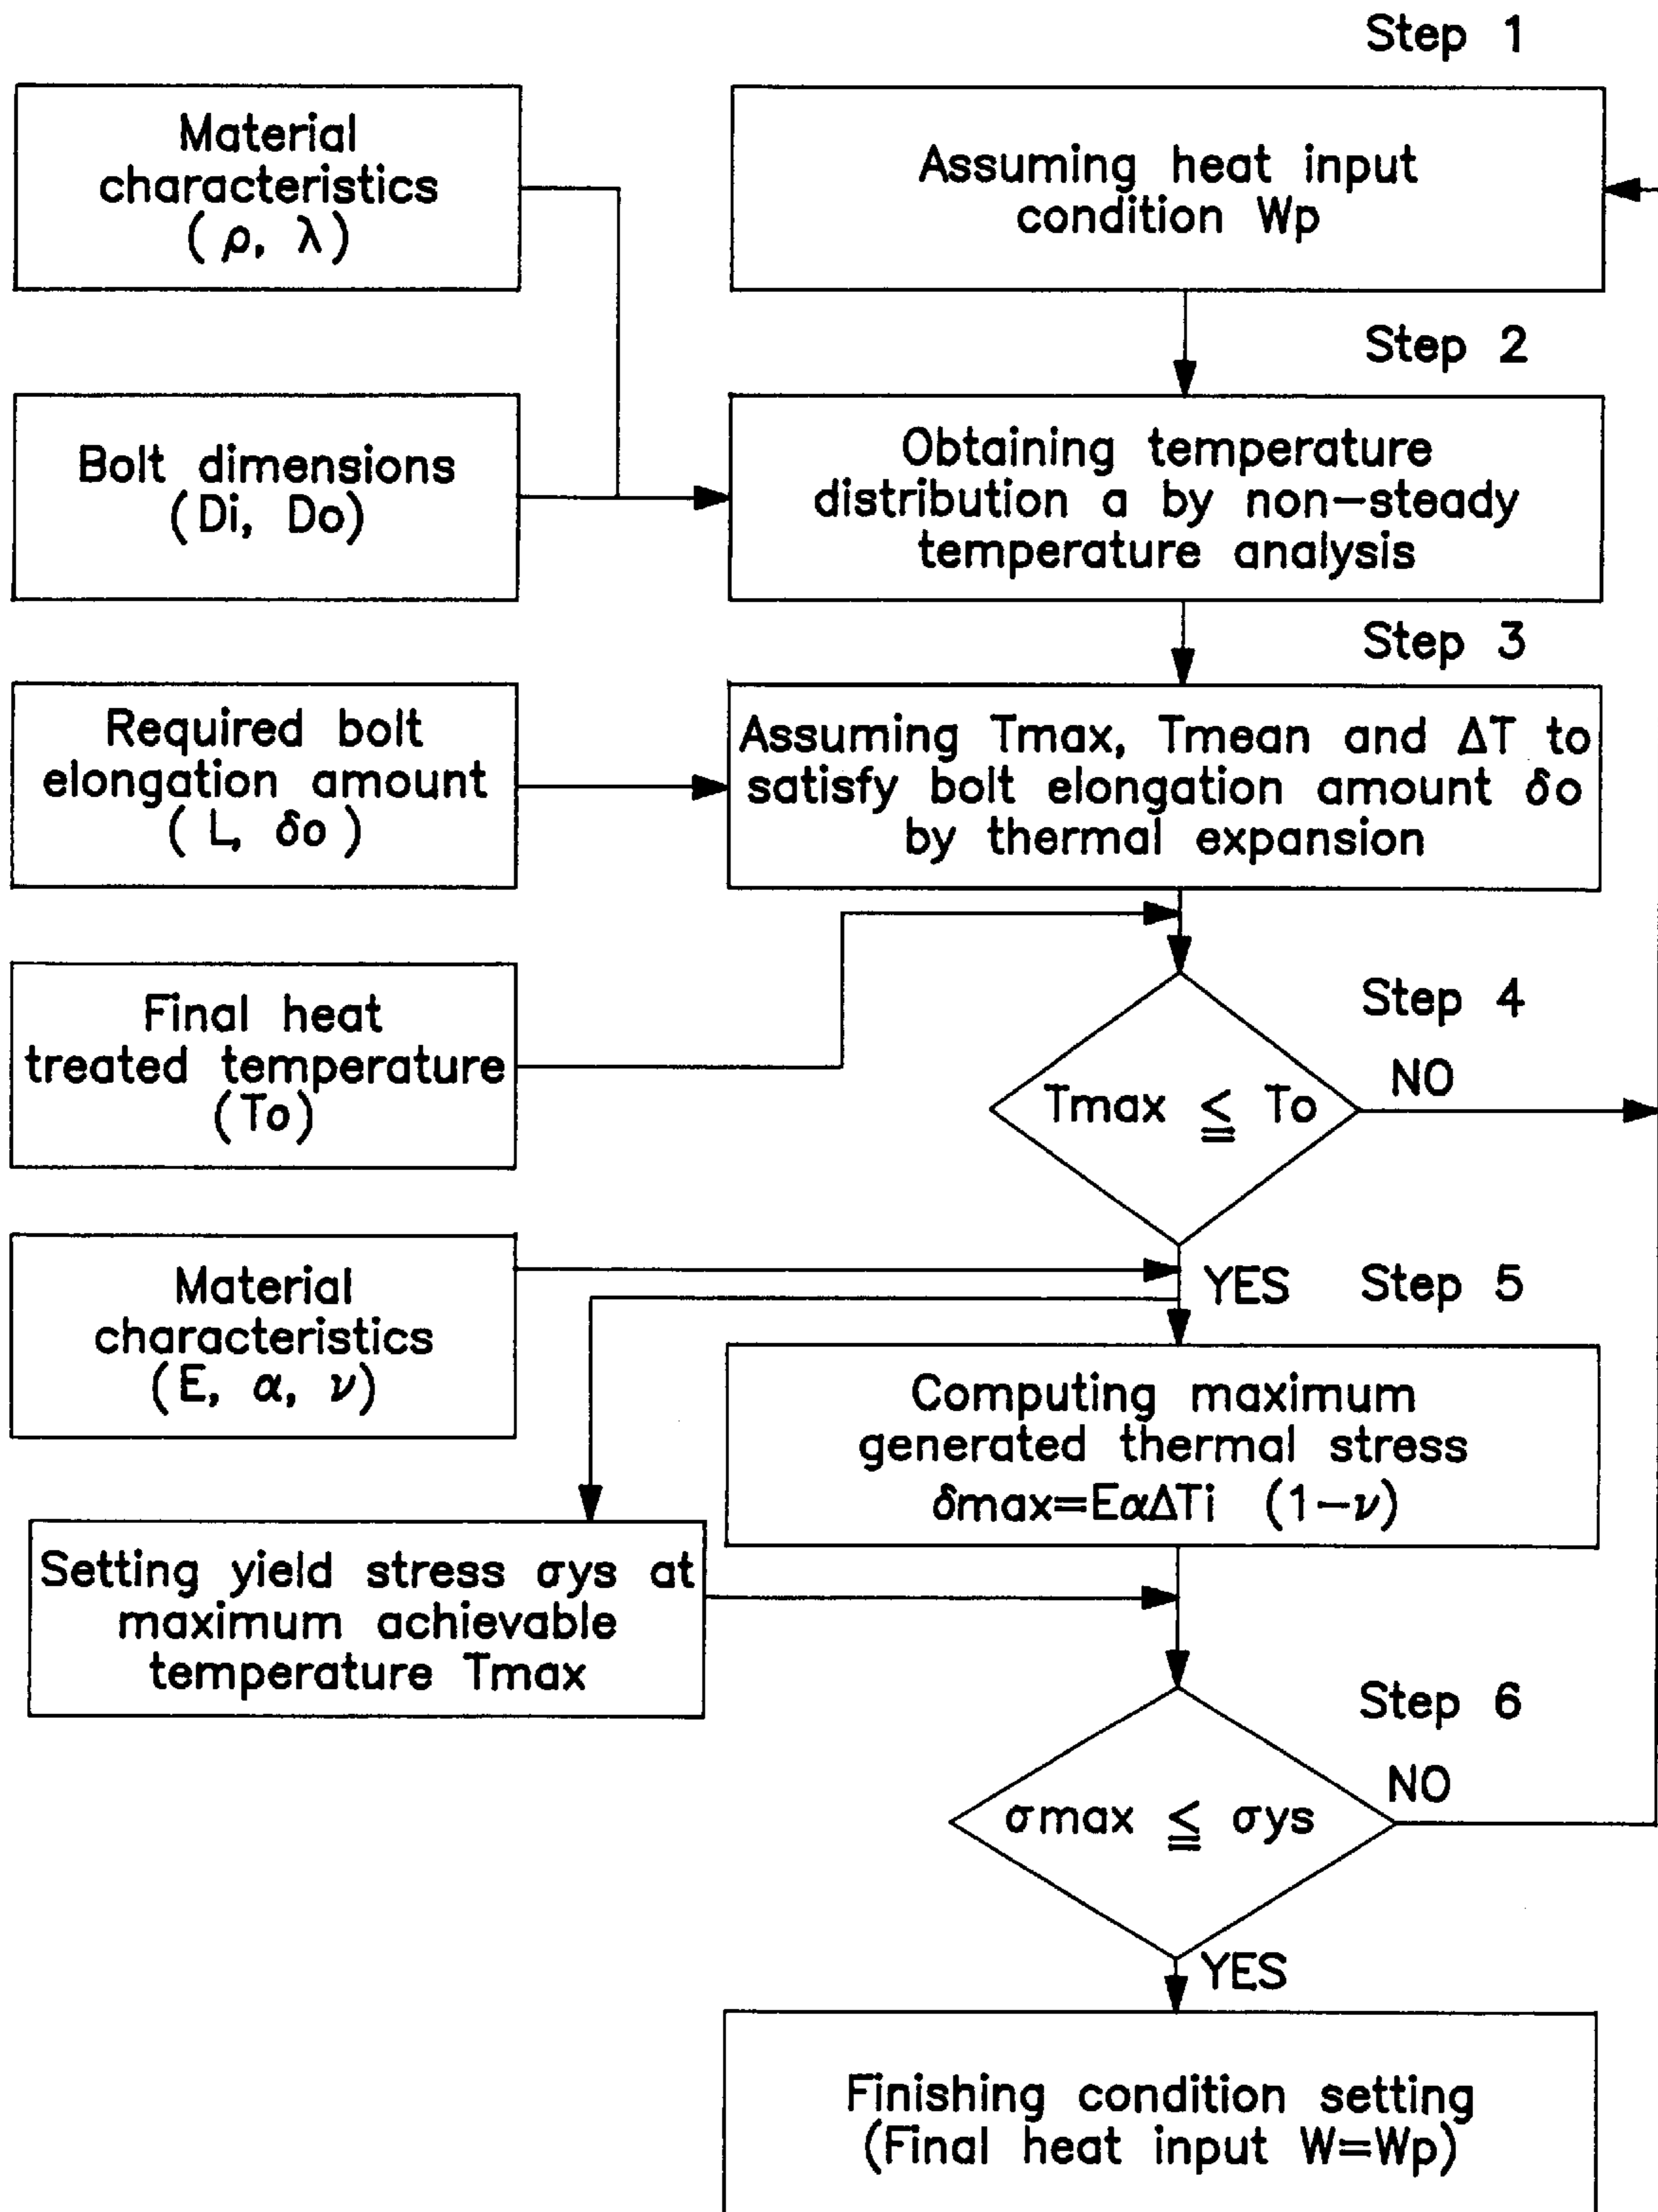 Step 1
Material
characteristics
(ρ, λ)
Assuming heat input
condition Wp
Step 2
Bolt dimensions
(Di, Do)
Obtaining temperature
distribution a by non-steady
temperature analysis
Step 3
Required bolt
elongation amount
(L, δo)
Assuming Tmax, Tmean and ΔT to
satisfy bolt elongation amount δo
by thermal expansion
Final heat
treated temperature
(To)
Step 4
Tmax ≦ To
NO
YES
Material
characteristics
(E, α, ν)
Step 5
Computing maximum
generated thermal stress
δmax=EαΔTi (1-ν)
Setting yield stress σys at
maximum achievable
temperature Tmax
Step 6
σmax ≦ σys
NO
YES
Finishing condition setting
(Final heat input W=Wp)